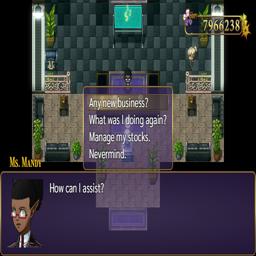 7966238
Any new business?
What was I doing again?
Manage my stocks.
Nevermind.
Ms. Mandy
How can I assist?